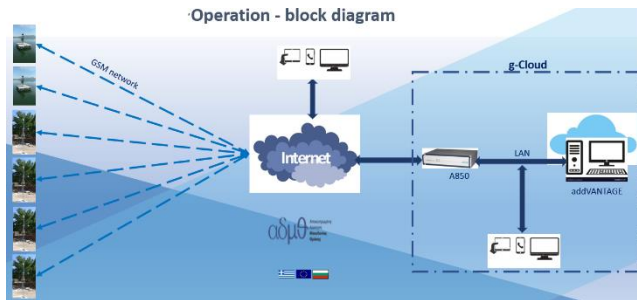 ·Operation - block diagram
GSM network
g-Cloud
Internet
A850
LAN
addVANTAGE
αδμθ